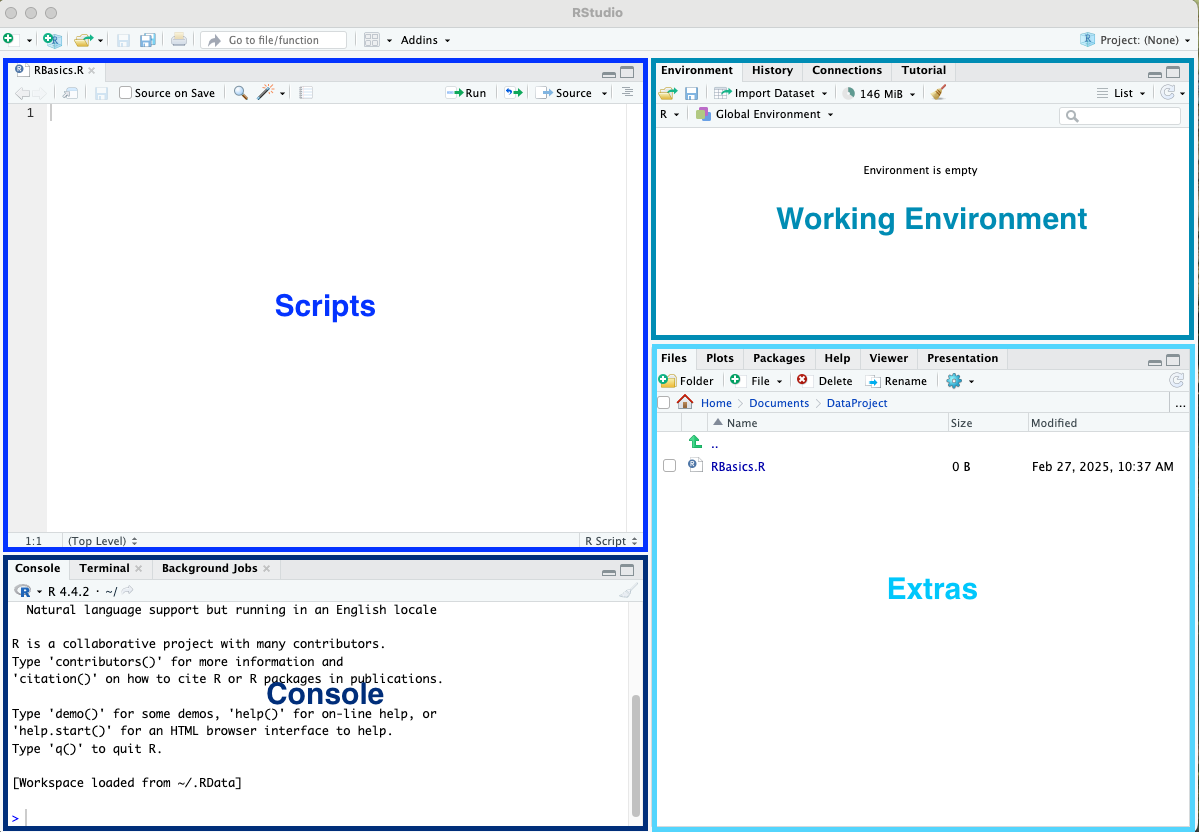 RStudio
Go to file/function
Addins
Project: (None)
RBasics.R
Source on Save
Run
Source
1
Scripts
1:1
(Top Level)
R Script
Console
Terminal
Background Jobs
R 4.4.2 · ~/
Natural language support but running in an English locale
R is a collaborative project with many contributors.
Type 'contributors()' for more information and
'citation()' on how to cite R or R packages in publications.
Console
Type 'demo()' for some demos, 'help()' for on-line help, or
'help.start()' for an HTML browser interface to help.
Type 'q()' to quit R.
[Workspace loaded from ~/.RData]
>
Environment
History
Connections
Tutorial
Import Dataset
146 MiB
List
R
Global Environment
Environment is empty
Working Environment
Files
Plots
Packages
Help
Viewer
Presentation
Folder
File
Delete
Rename
Home
Documents
DataProject
...
Name
Size
Modified
..
RBasics.R
0 B
Feb 27, 2025, 10:37 AM
Extras